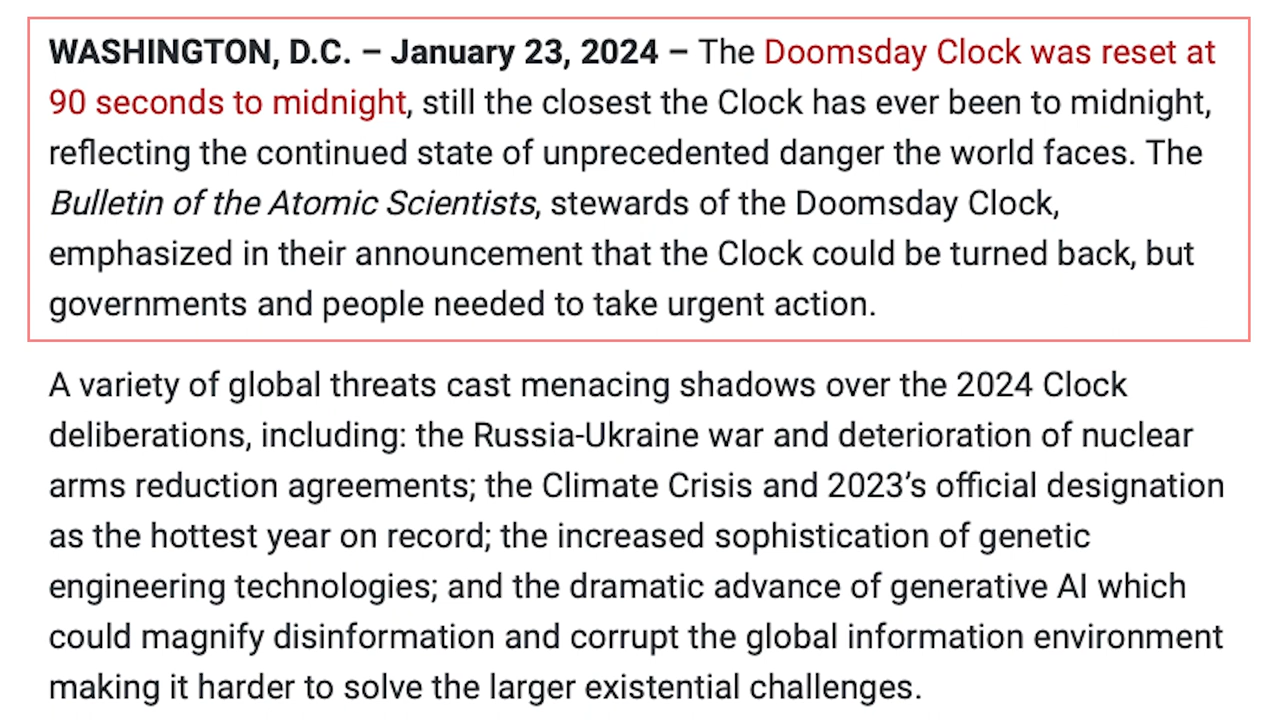 WASHINGTON, D.C. – January 23, 2024 – The Doomsday Clock was reset at
90 seconds to midnight, still the closest the Clock has ever been to midnight,
reflecting the continued state of unprecedented danger the world faces. The
Bulletin of the Atomic Scientists, stewards of the Doomsday Clock,
emphasized in their announcement that the Clock could be turned back, but
governments and people needed to take urgent action.
A variety of global threats cast menacing shadows over the 2024 Clock
deliberations, including: the Russia-Ukraine war and deterioration of nuclear
arms reduction agreements; the Climate Crisis and 2023’s official designation
as the hottest year on record; the increased sophistication of genetic
engineering technologies; and the dramatic advance of generative AI which
could magnify disinformation and corrupt the global information environment
making it harder to solve the larger existential challenges.